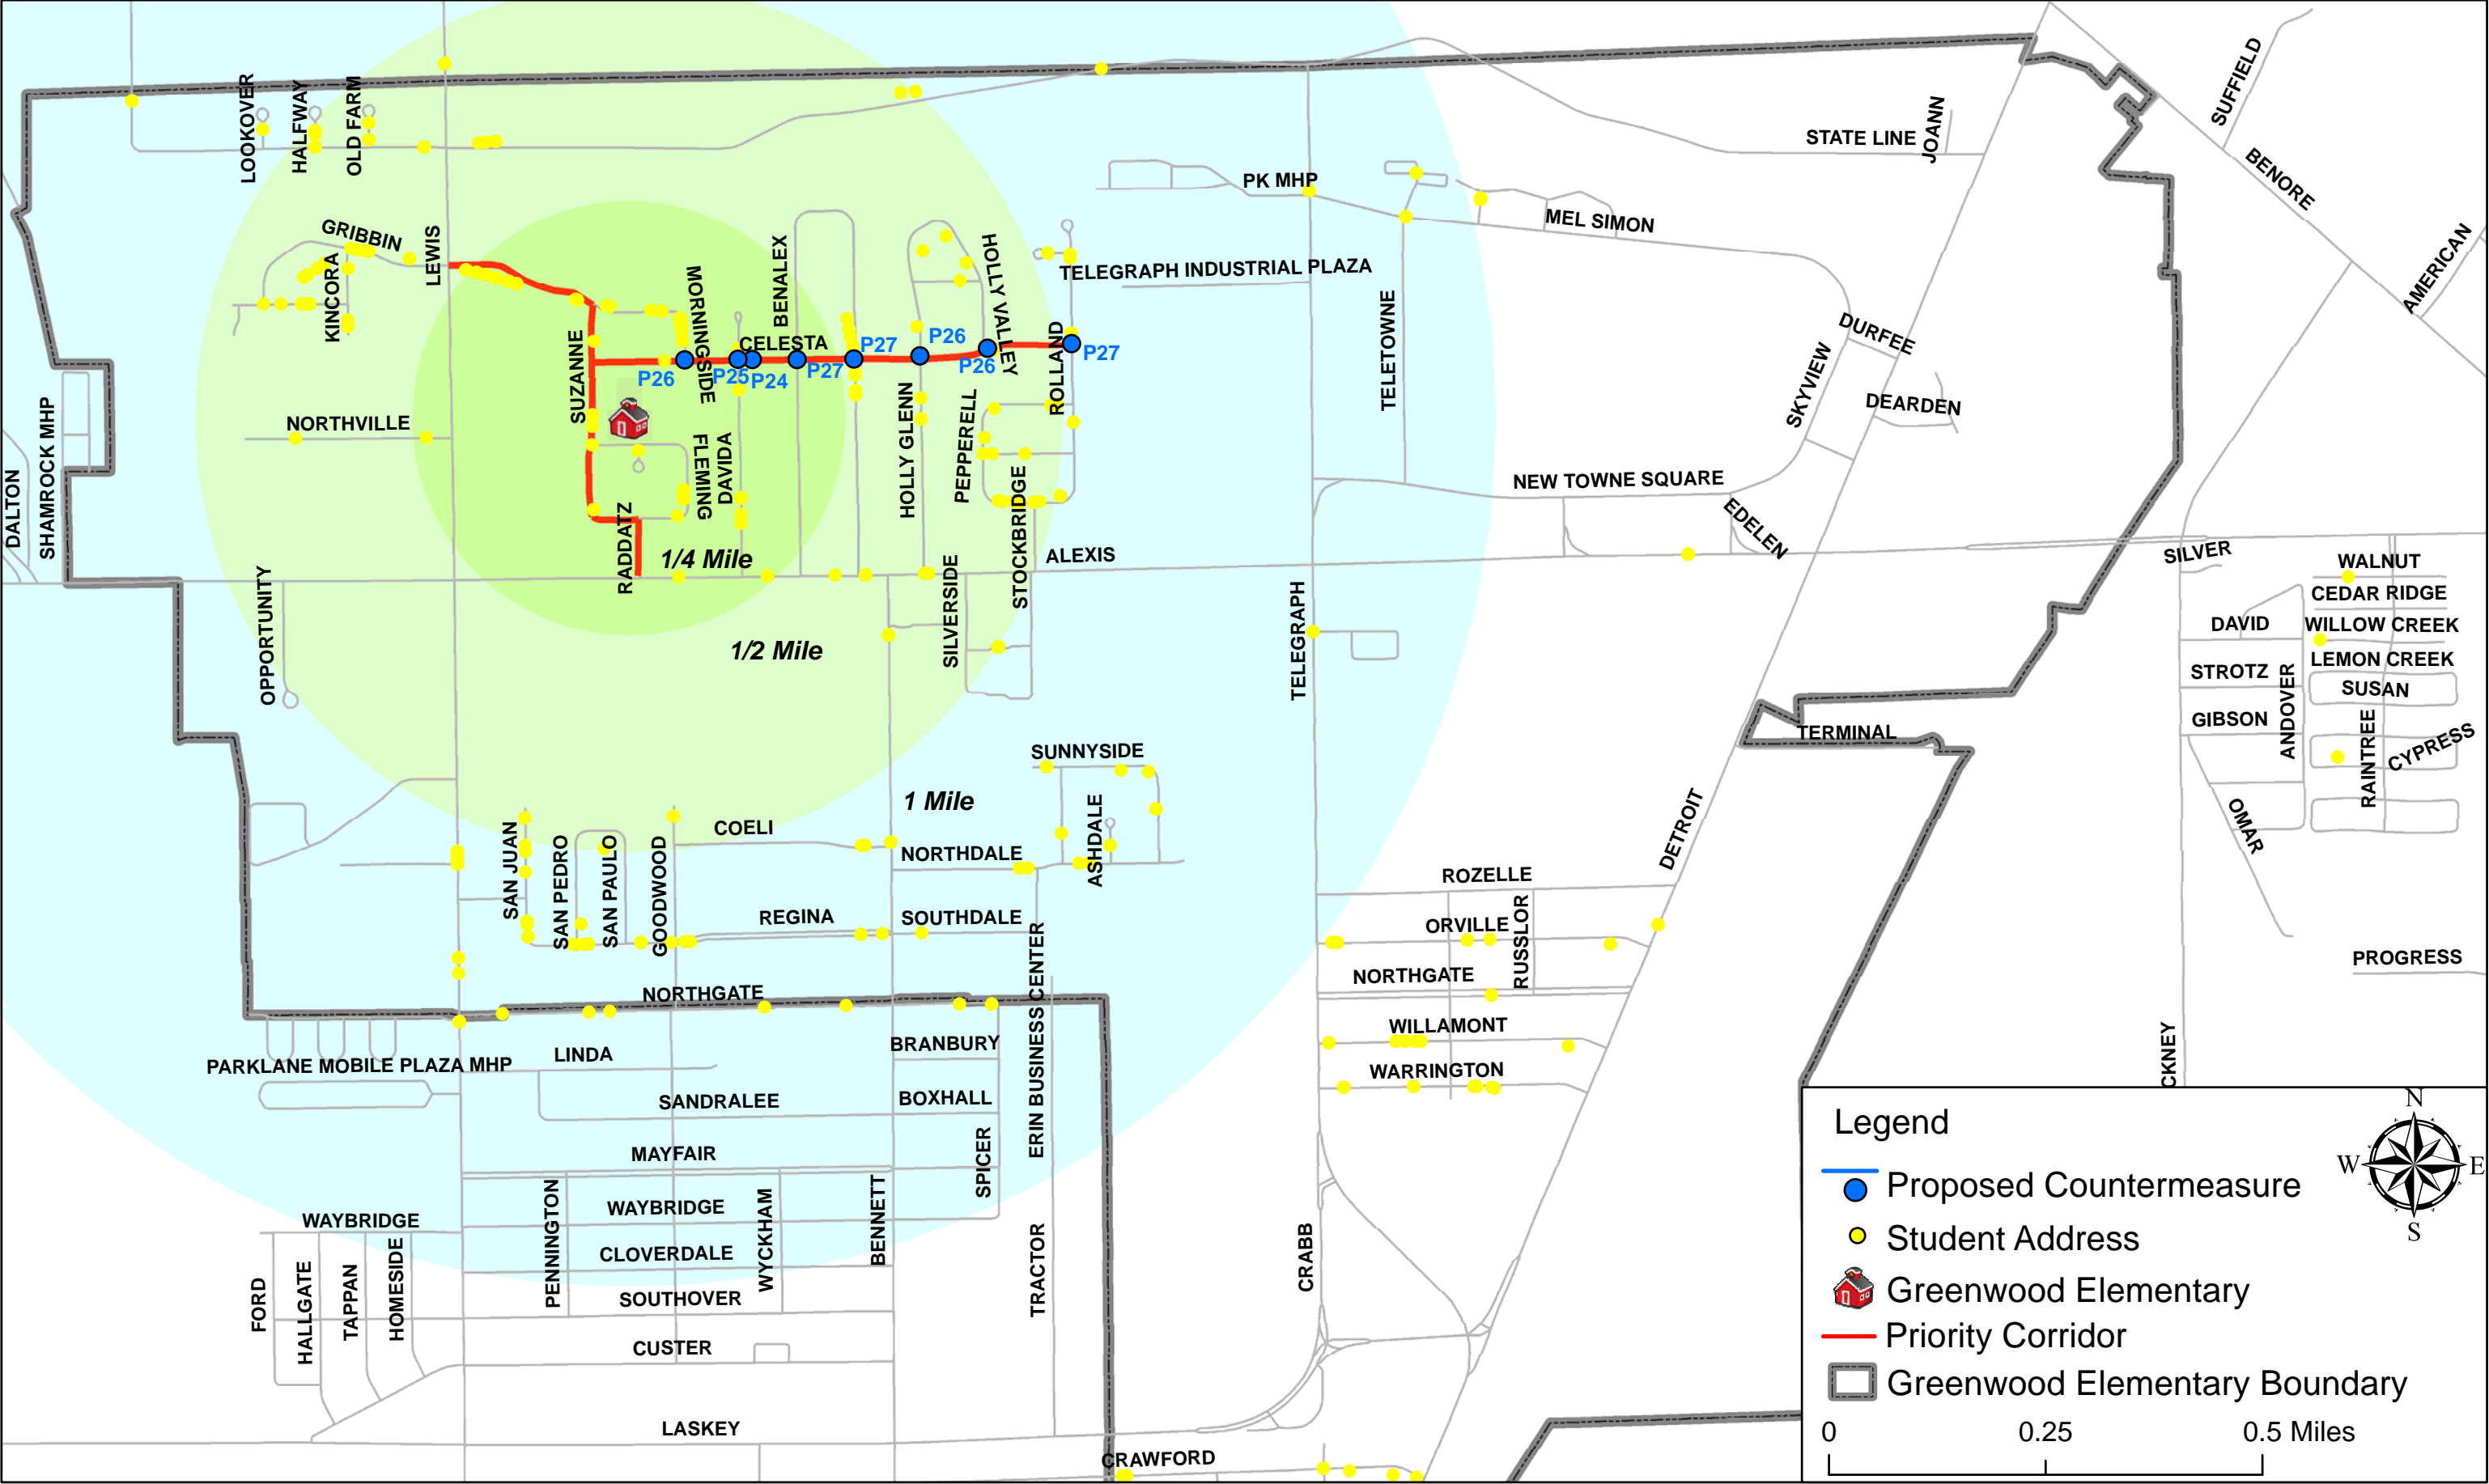 SUFFIELD
LOOKOVER
HALFWAY
OLD FARM
JOANN
STATE LINE
BENORE
PK MHP
MEL SIMON
AMERICAN
GRIBBIN
LEWIS
KINCORA
MORNINGSIDE
BENALEX
HOLLY VALLEY
TELEGRAPH INDUSTRIAL PLAZA
TELETOWNE
DURFEE
SKYVIEW
SUZANNE
CELESTA
P26
P25
P24
P27
P27
P26
P26
P27
ROLLAND
DEARDEN
NORTHVILLE
SHAMROCK MHP
DALTON
FLEMING
DAVIDA
HOLLY GLENN
PEPPERELL
STOCKBRIDGE
NEW TOWNE SQUARE
EDELEN
RADDATZ
1/4 Mile
ALEXIS
SILVER
WALNUT
CEDAR RIDGE
OPPORTUNITY
SILVERSIDE
TELEGRAPH
DAVID
WILLOW CREEK
1/2 Mile
STROTZ
LEMON CREEK
SUSAN
GIBSON
ANDOVER
RAINTREE
CYPRESS
TERMINAL
SUNNYSIDE
1 Mile
ASHDALE
DETROIT
OMAR
SAN JUAN
SAN PEDRO
SAN PAULO
GOODWOOD
COELI
NORTHDALE
ROZELLE
REGINA
SOUTHDALE
ORVILLE
RUSSLOR
PROGRESS
NORTHGATE
NORTHGATE
ERIN BUSINESS CENTER
WILLAMONT
BRANBURY
PARKLANE MOBILE PLAZA MHP
LINDA
WARRINGTON
CKNEY
SANDRALEE
BOXHALL
MAYFAIR
SPICER
PENNINGTON
WAYBRIDGE
WYCKHAM
BENNETT
WAYBRIDGE
CLOVERDALE
TRACTOR
CRABB
FORD
HALLGATE
TAPPAN
HOMESIDE
SOUTHOVER
CUSTER
LASKEY
CRAWFORD
Legend
N
W
E
S
Proposed Countermeasure
Student Address
Greenwood Elementary
Priority Corridor
Greenwood Elementary Boundary
0 0.25 0.5 Miles